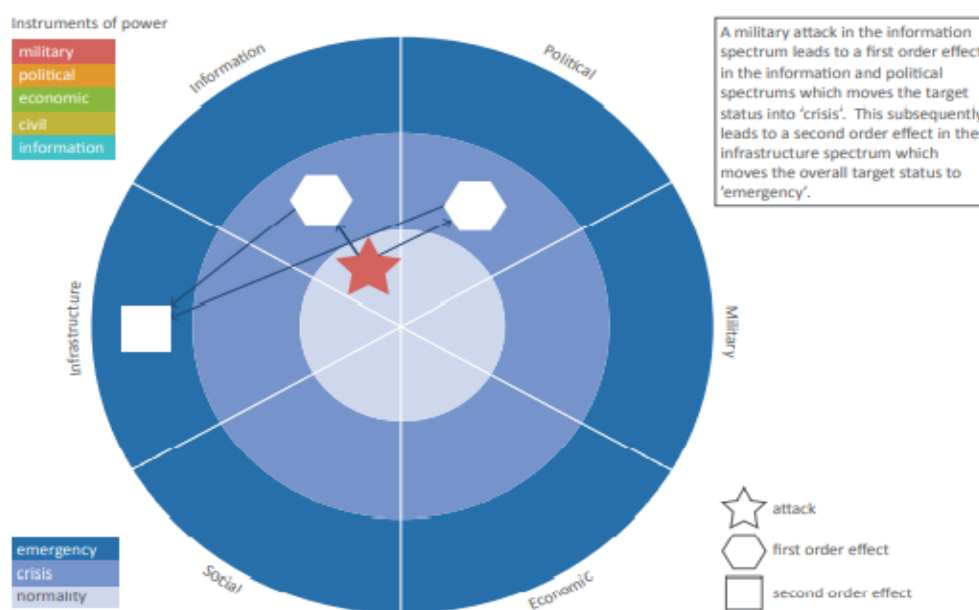 Instruments of power
military
political
economic
civil
information
Information
Political
A military attack in the information
spectrum leads to a first order effect
in the information and political
spectrums which moves the target
status into 'crisis'. This subsequently
leads to a second order effect in the
infrastructure spectrum which
moves the overall target status to
'emergency'.
Infrastructure
Military
Social
Economic
emergency
crisis
normality
attack
first order effect
second order effect